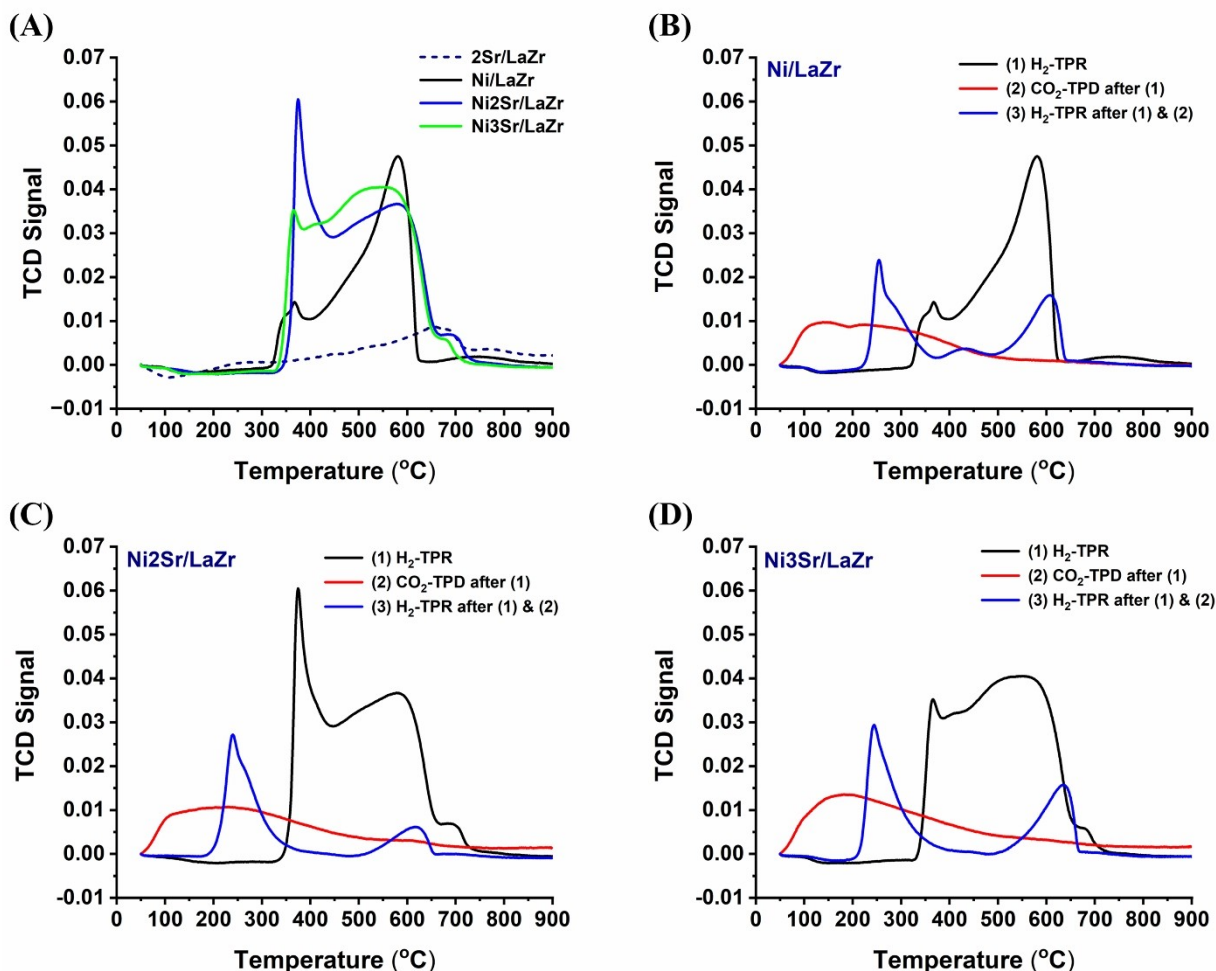 (A)
TCD Signal
0.07
0.06
0.05
0.04
0.03
0.02
0.01
0.00
−0.01
2Sr/LaZr
Ni/LaZr
Ni2Sr/LaZr
Ni3Sr/LaZr
0 100 200 300 400 500 600 700 800 900
Temperature (°C)
(B)
TCD Signal
0.07
0.06
0.05
0.04
0.03
0.02
0.01
0.00
-0.01
Ni/LaZr
(1) H₂-TPR
(2) CO₂-TPD after (1)
(3) H₂-TPR after (1) & (2)
0 100 200 300 400 500 600 700 800 900
Temperature (°C)
(C)
TCD Signal
0.07
0.06
0.05
0.04
0.03
0.02
0.01
0.00
-0.01
Ni2Sr/LaZr
(1) H₂-TPR
(2) CO₂-TPD after (1)
(3) H₂-TPR after (1) & (2)
0 100 200 300 400 500 600 700 800 900
Temperature (°C)
(D)
TCD Signal
0.07
0.06
0.05
0.04
0.03
0.02
0.01
0.00
-0.01
Ni3Sr/LaZr
(1) H₂-TPR
(2) CO₂-TPD after (1)
(3) H₂-TPR after (1) & (2)
0 100 200 300 400 500 600 700 800 900
Temperature (°C)